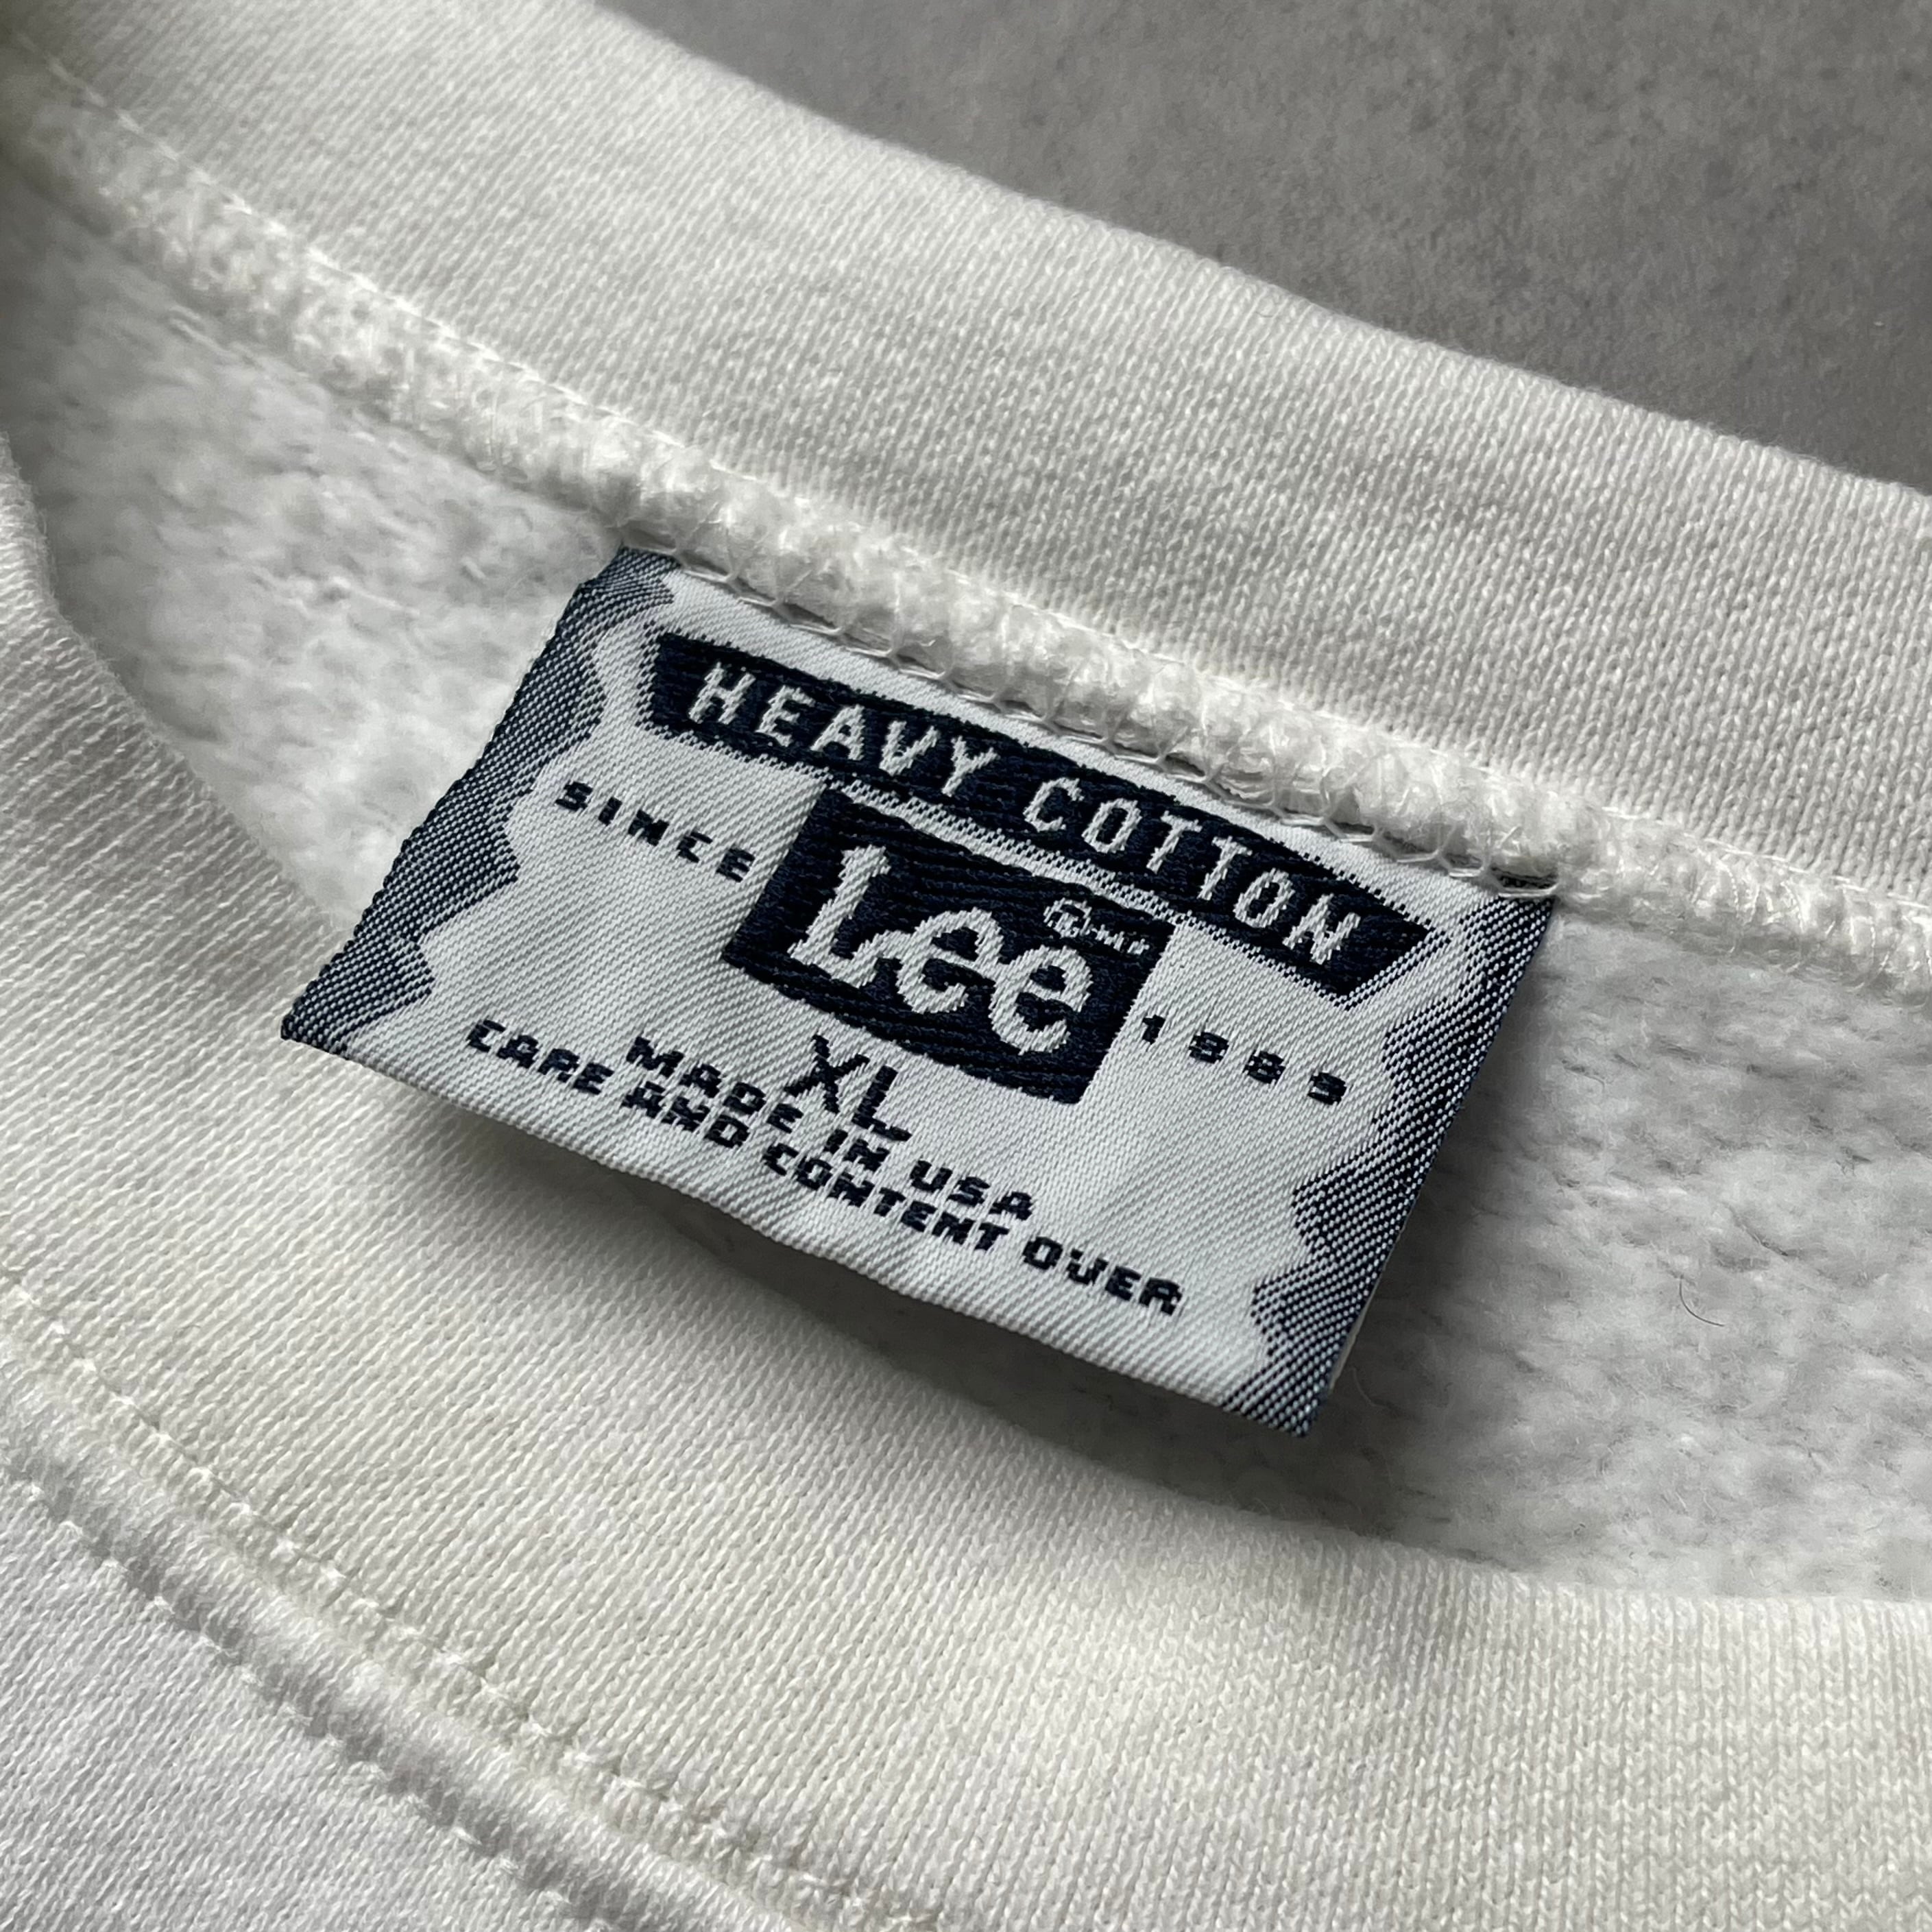 HEAVY COTTON
SINCE Lee 1889
XL
MADE IN USA
CARE AND CONTENT OVER